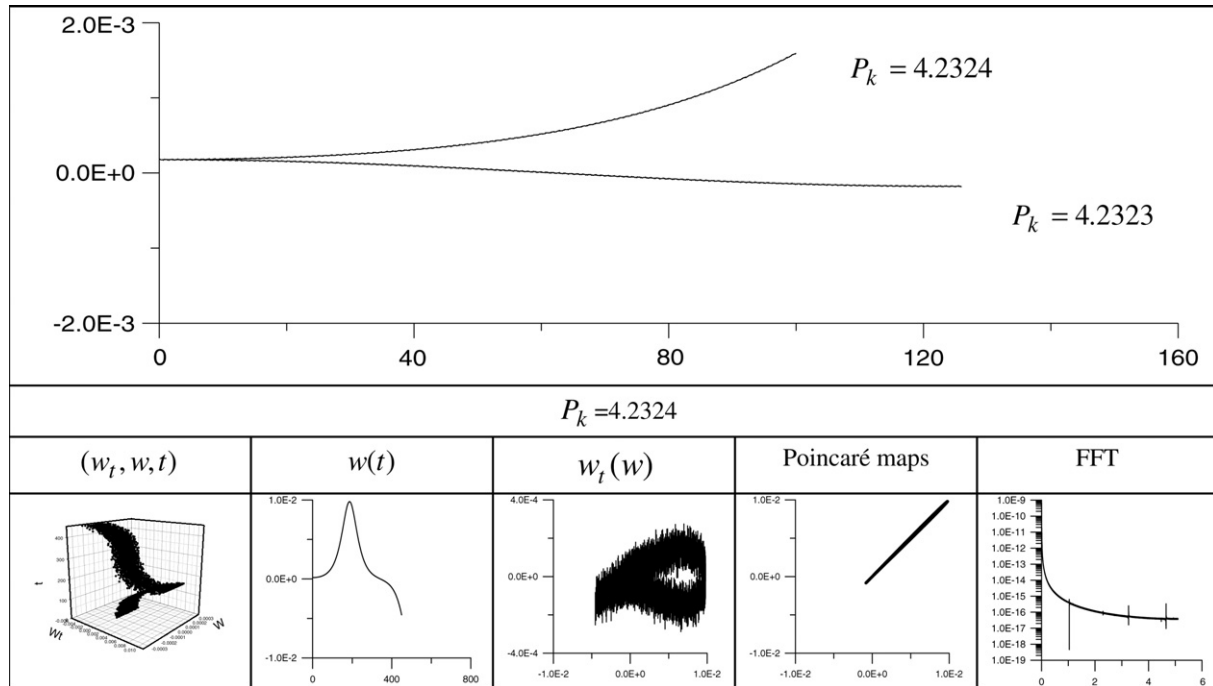 2.0E-3
P_k = 4.2324
0.0E+0
P_k = 4.2323
-2.0E-3
0 40 80 120 160
P_k =4.2324
(w_t, w, t) w(t) w_t(w) Poincaré maps FFT
400
300
200
100
t
Wt
W
1.0E-2
0.0E+0
-1.0E-2
0 400 800
4.0E-4
0.0E+0
-4.0E-4
-1.0E-2 0.0E+0 1.0E-2
1.0E-2
0.0E+0
-1.0E-2
-1.0E-2 0.0E+0 1.0E-2
1.0E-9
1.0E-10
1.0E-11
1.0E-12
1.0E-13
1.0E-14
1.0E-15
1.0E-16
1.0E-17
1.0E-18
1.0E-19
0 2 4 6